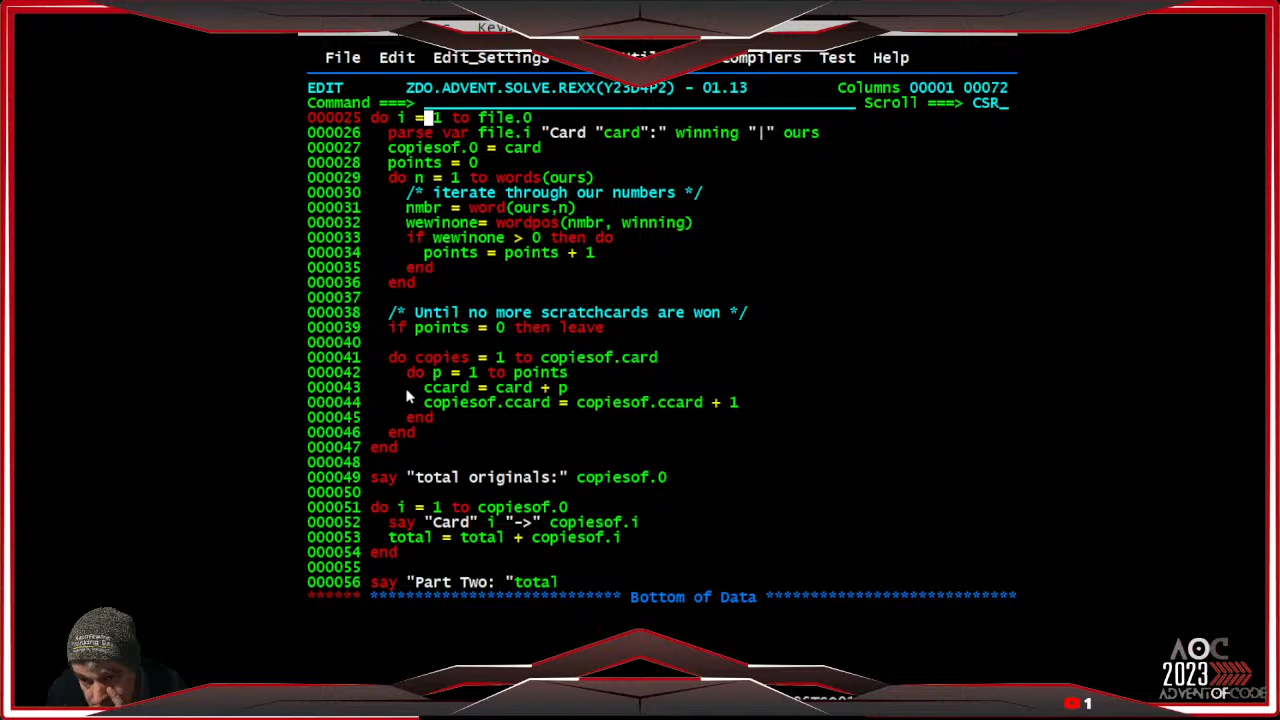 File Edit Edit_Settings Compilers Test Help
EDIT ZDO.ADVENT.SOLVE.REXX(Y23D4P2) - 01.13 Columns 00001 00072
Command ===> Scroll ===> CSR_
000025 do i = 1 to file.0
000026 parse var file.i "Card "card":" winning "|" ours
000027 copiesof.0 = card
000028 points = 0
000029 do n = 1 to words(ours)
000030 /* iterate through our numbers */
000031 nmbr = word(ours,n)
000032 wewinone= wordpos(nmbr, winning)
000033 if wewinone > 0 then do
000034 points = points + 1
000035 end
000036 end
000037
000038 /* Until no more scratchcards are won */
000039 if points = 0 then leave
000040
000041 do copies = 1 to copiesof.card
000042 do p = 1 to points
000043 ccard = card + p
000044 copiesof.ccard = copiesof.ccard + 1
000045 end
000046 end
000047 end
000048
000049 say "total originals:" copiesof.0
000050
000051 do i = 1 to copiesof.0
000052 say "Card" i "->" copiesof.i
000053 total = total + copiesof.i
000054 end
000055
000056 say "Part Two: "total
****** **************************** Bottom of Data ****************************
AOC
2023
ADVENT OF CODE
1